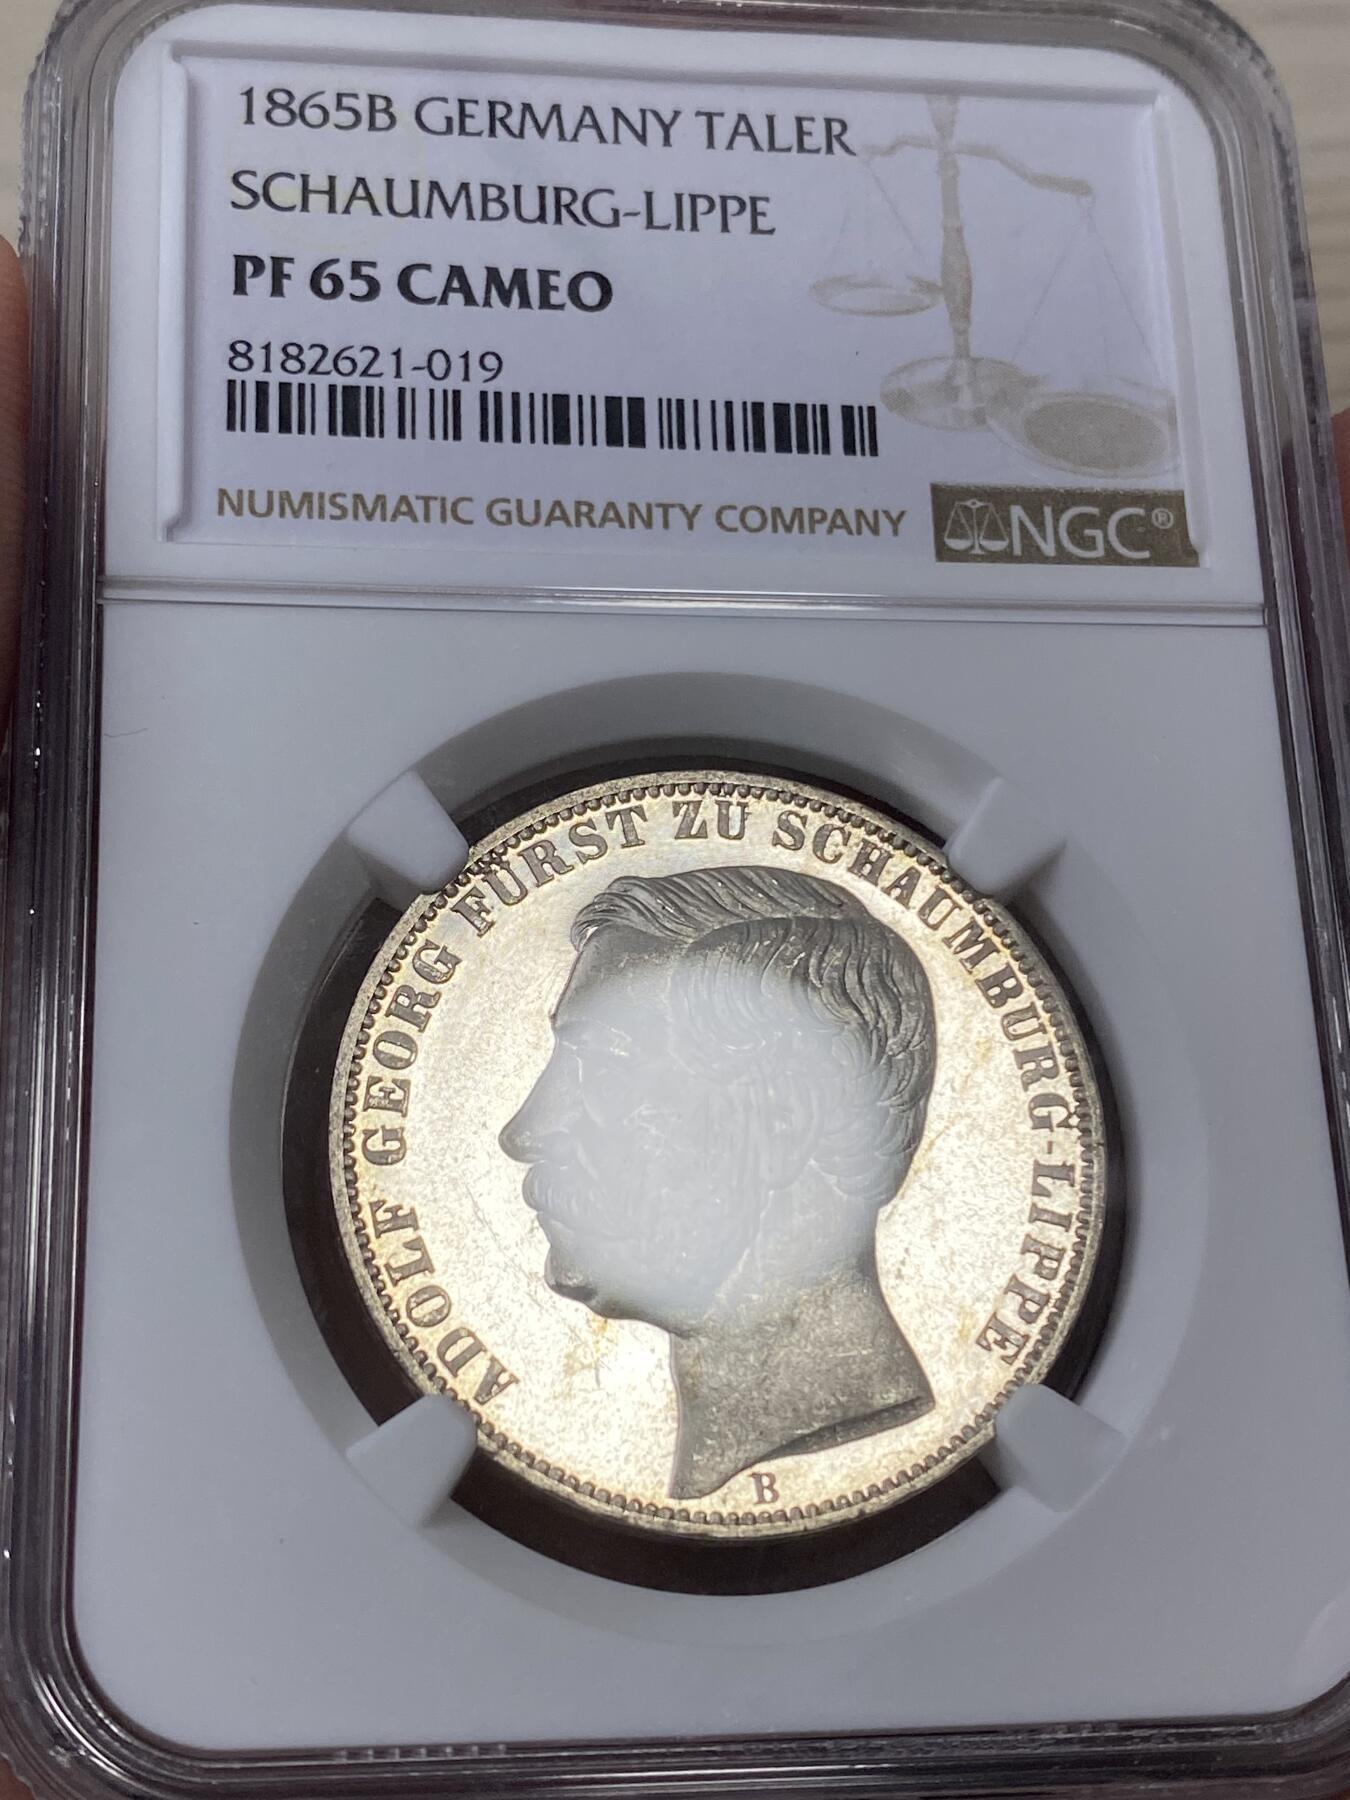 1865B GERMANY TALER
SCHAUMBURG-LIPPE
PF 65 CAMEO
8182621-019
NUMISMATIC GUARANTY COMPANY
NGC®
ADOLF GEORG FÜRST ZU SCHAUMBURG-LIPPE
B